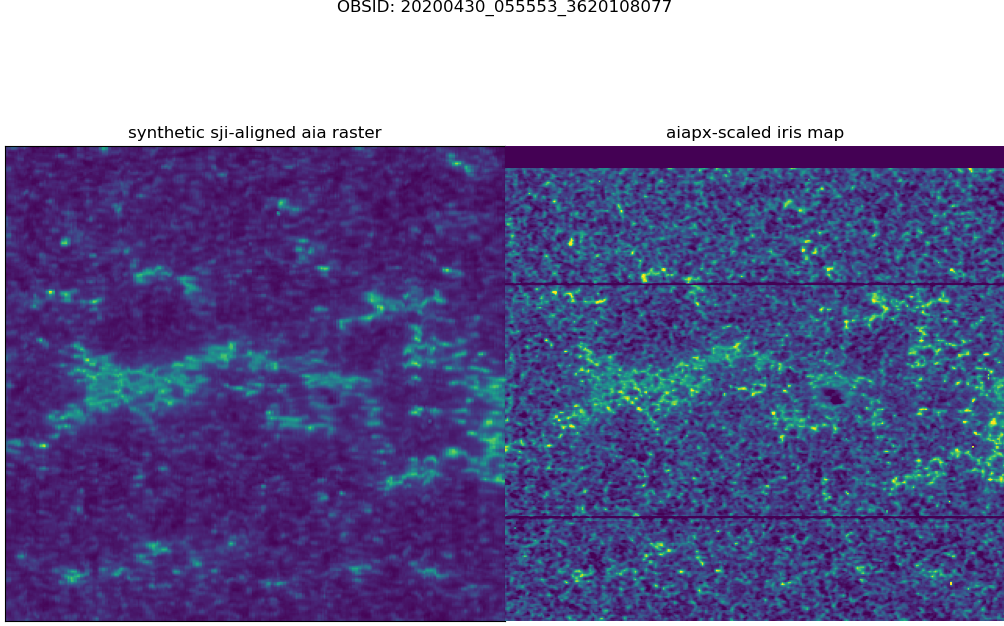 OBSID: 20200430_055553_3620108077
synthetic sji-aligned aia raster
aiapx-scaled iris map